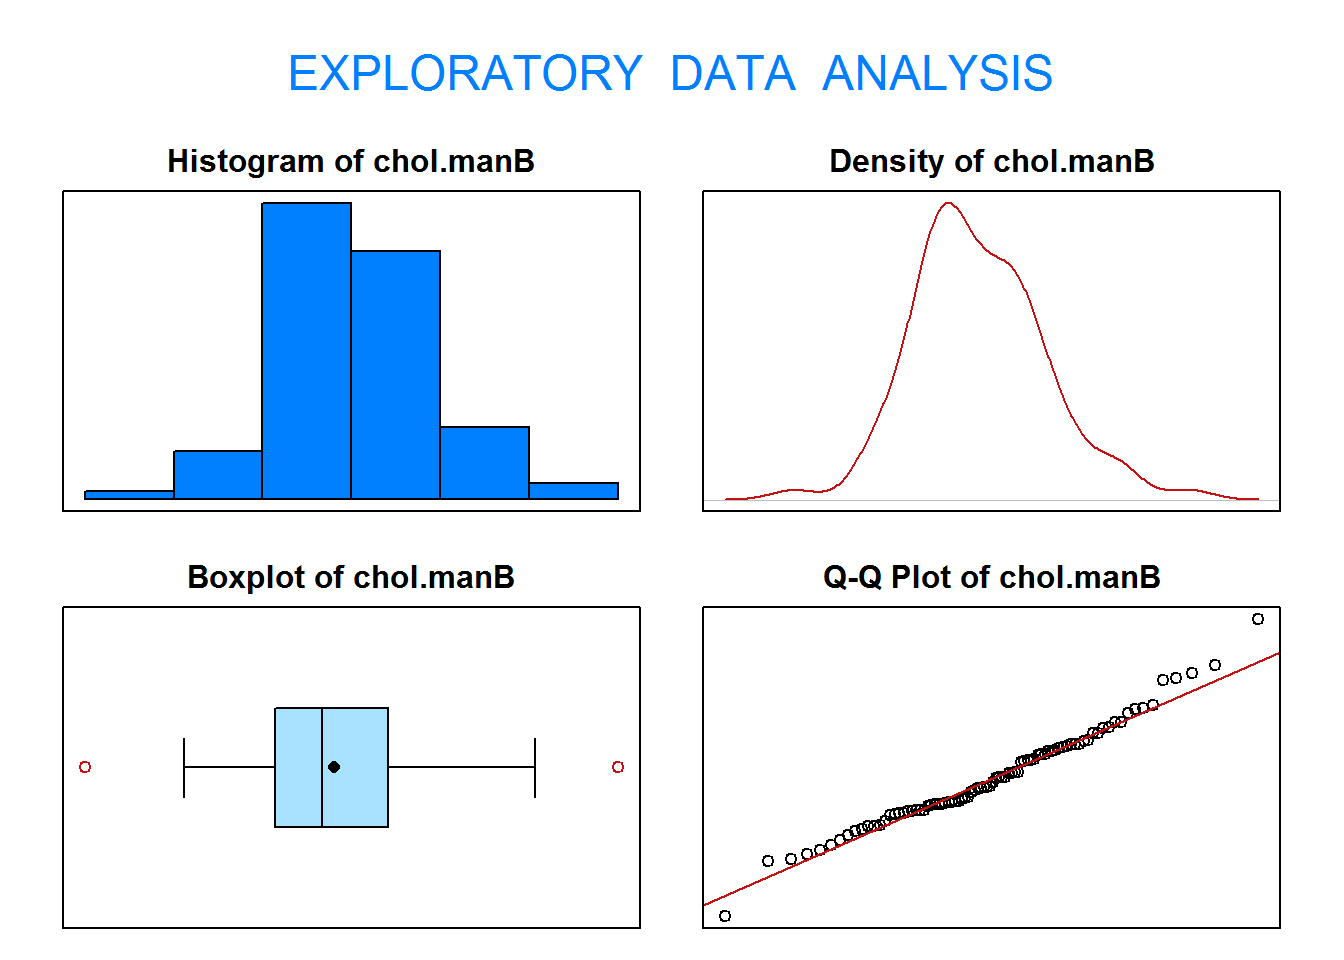 EXPLORATORY DATA ANALYSIS
Histogram of chol.manB
Density of chol.manB
Boxplot of chol.manB
Q-Q Plot of chol.manB